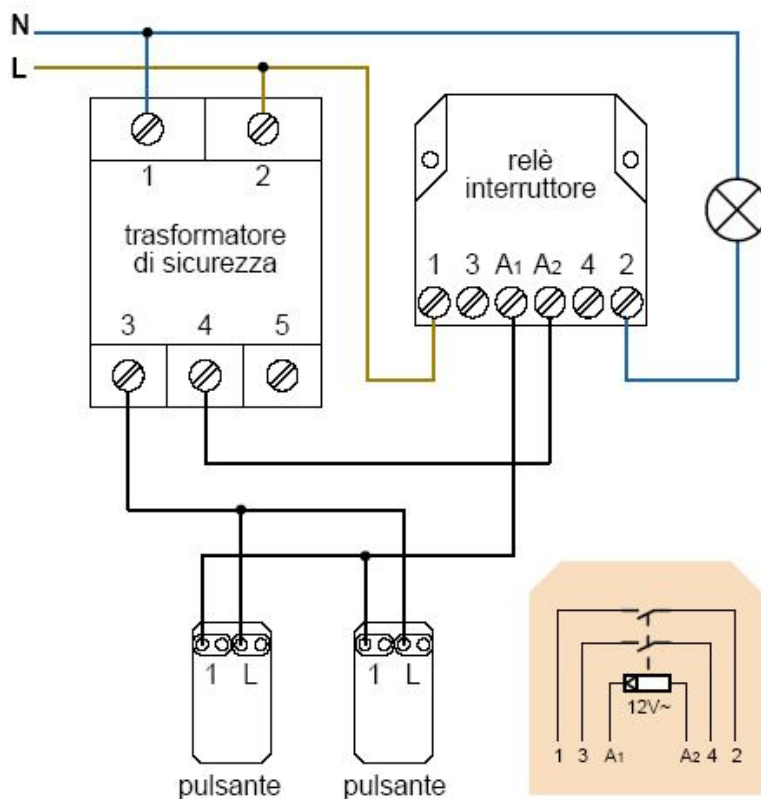 N
L
1 2
trasformatore
di sicurezza
3 4 5
relè
interruttore
1 3 A1 A2 4 2
1 L
pulsante
1 L
pulsante
12V~
1 3 A1 A2 4 2